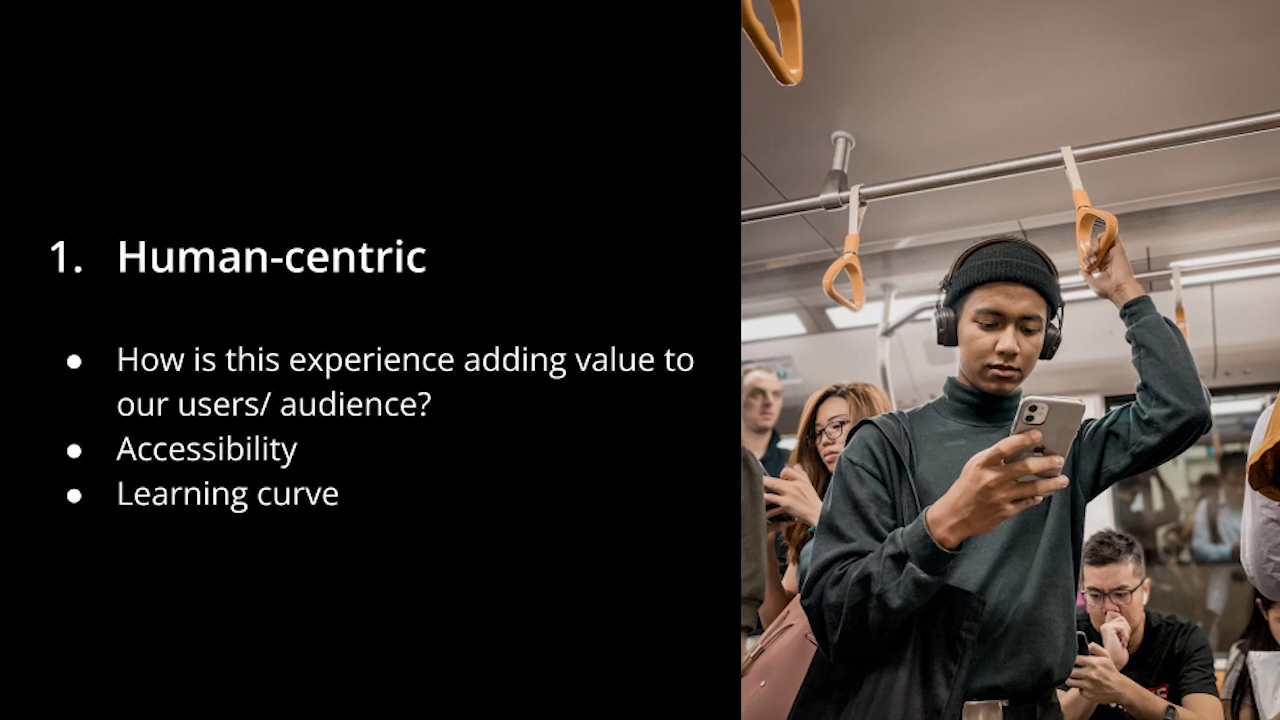 1. Human-centric
● How is this experience adding value to
our users/ audience?
● Accessibility
● Learning curve